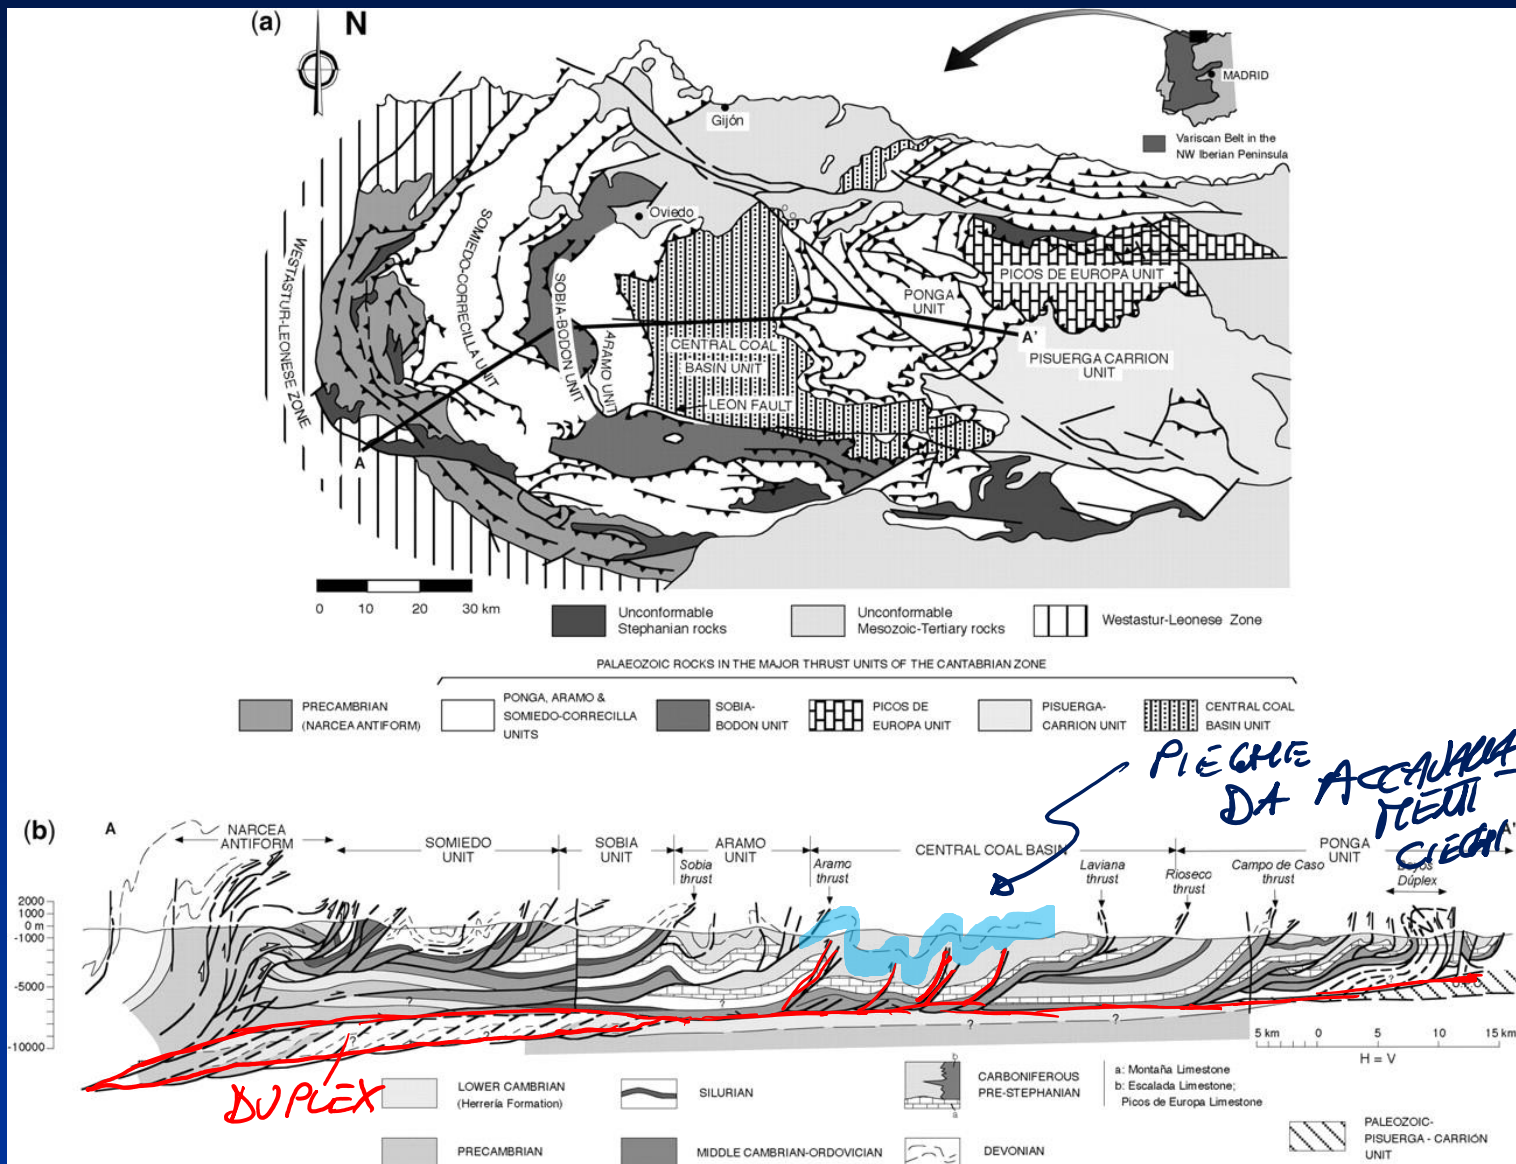 (a)
N
MADRID
Variscan Belt in the
NW Iberian Peninsula
Gijón
Oviedo
WESTASTUR-LEONESE ZONE
SOMIEDO-CORRECILLA UNIT
SOBIA-BODON UNIT
ARAMO UNIT
CENTRAL COAL
BASIN UNIT
LEON FAULT
PONGA
UNIT
PICOS DE EUROPA UNIT
PISUERGA CARRION
UNIT
A
A'
0 10 20 30 km
Unconformable
Stephanian rocks
Unconformable
Mesozoic-Tertiary rocks
Westastur-Leonese Zone
PALAEOZOIC ROCKS IN THE MAJOR THRUST UNITS OF THE CANTABRIAN ZONE
PRECAMBRIAN
(NARCEA ANTIFORM)
PONGA, ARAMO &
SOMIEDO-CORRECILLA
UNITS
SOBIA-
BODON UNIT
PICOS DE
EUROPA UNIT
PISUERGA-
CARRION UNIT
CENTRAL COAL
BASIN UNIT
PIEGHE
DA ACCAVALLA-
MENTI
CIECHI
(b)
A
A'
NARCEA
ANTIFORM
SOMIEDO
UNIT
SOBIA
UNIT
ARAMO
UNIT
CENTRAL COAL BASIN
PONGA
UNIT
Sobia
thrust
Aramo
thrust
Laviana
thrust
Rioseco
thrust
Campo de Caso
thrust
Dúplex
2000
1000
0 m
-1000
-5000
-10000
? ? ? ? ? ? ?
5 km 0 5 10 15 km
H = V
DUPLEX
LOWER CAMBRIAN
(Herrería Formation)
SILURIAN
b
a
CARBONIFEROUS
PRE-STEPHANIAN
a: Montaña Limestone
b: Escalada Limestone;
Picos de Europa Limestone
PRECAMBRIAN
MIDDLE CAMBRIAN-ORDOVICIAN
DEVONIAN
PALEOZOIC-
PISUERGA - CARRIÓN
UNIT